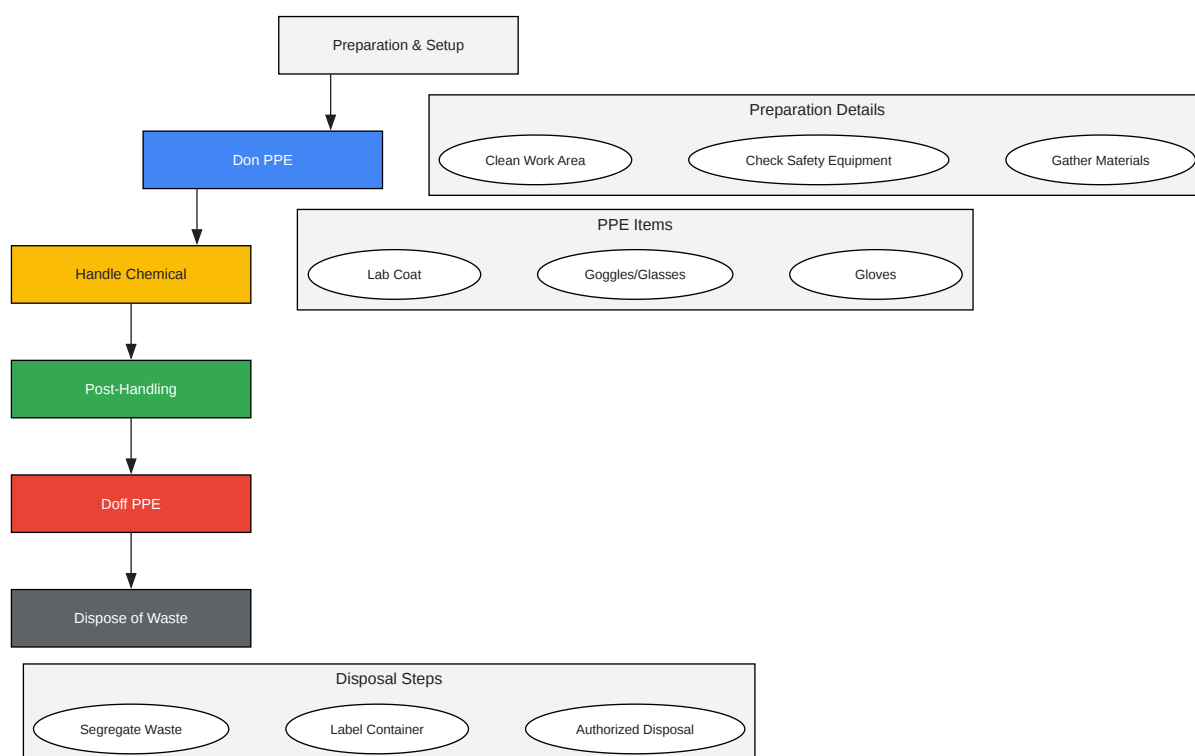 Preparation & Setup
Preparation Details
Clean Work Area
Check Safety Equipment
Gather Materials
Don PPE
PPE Items
Lab Coat
Goggles/Glasses
Gloves
Handle Chemical
Post-Handling
Doff PPE
Dispose of Waste
Disposal Steps
Segregate Waste
Label Container
Authorized Disposal